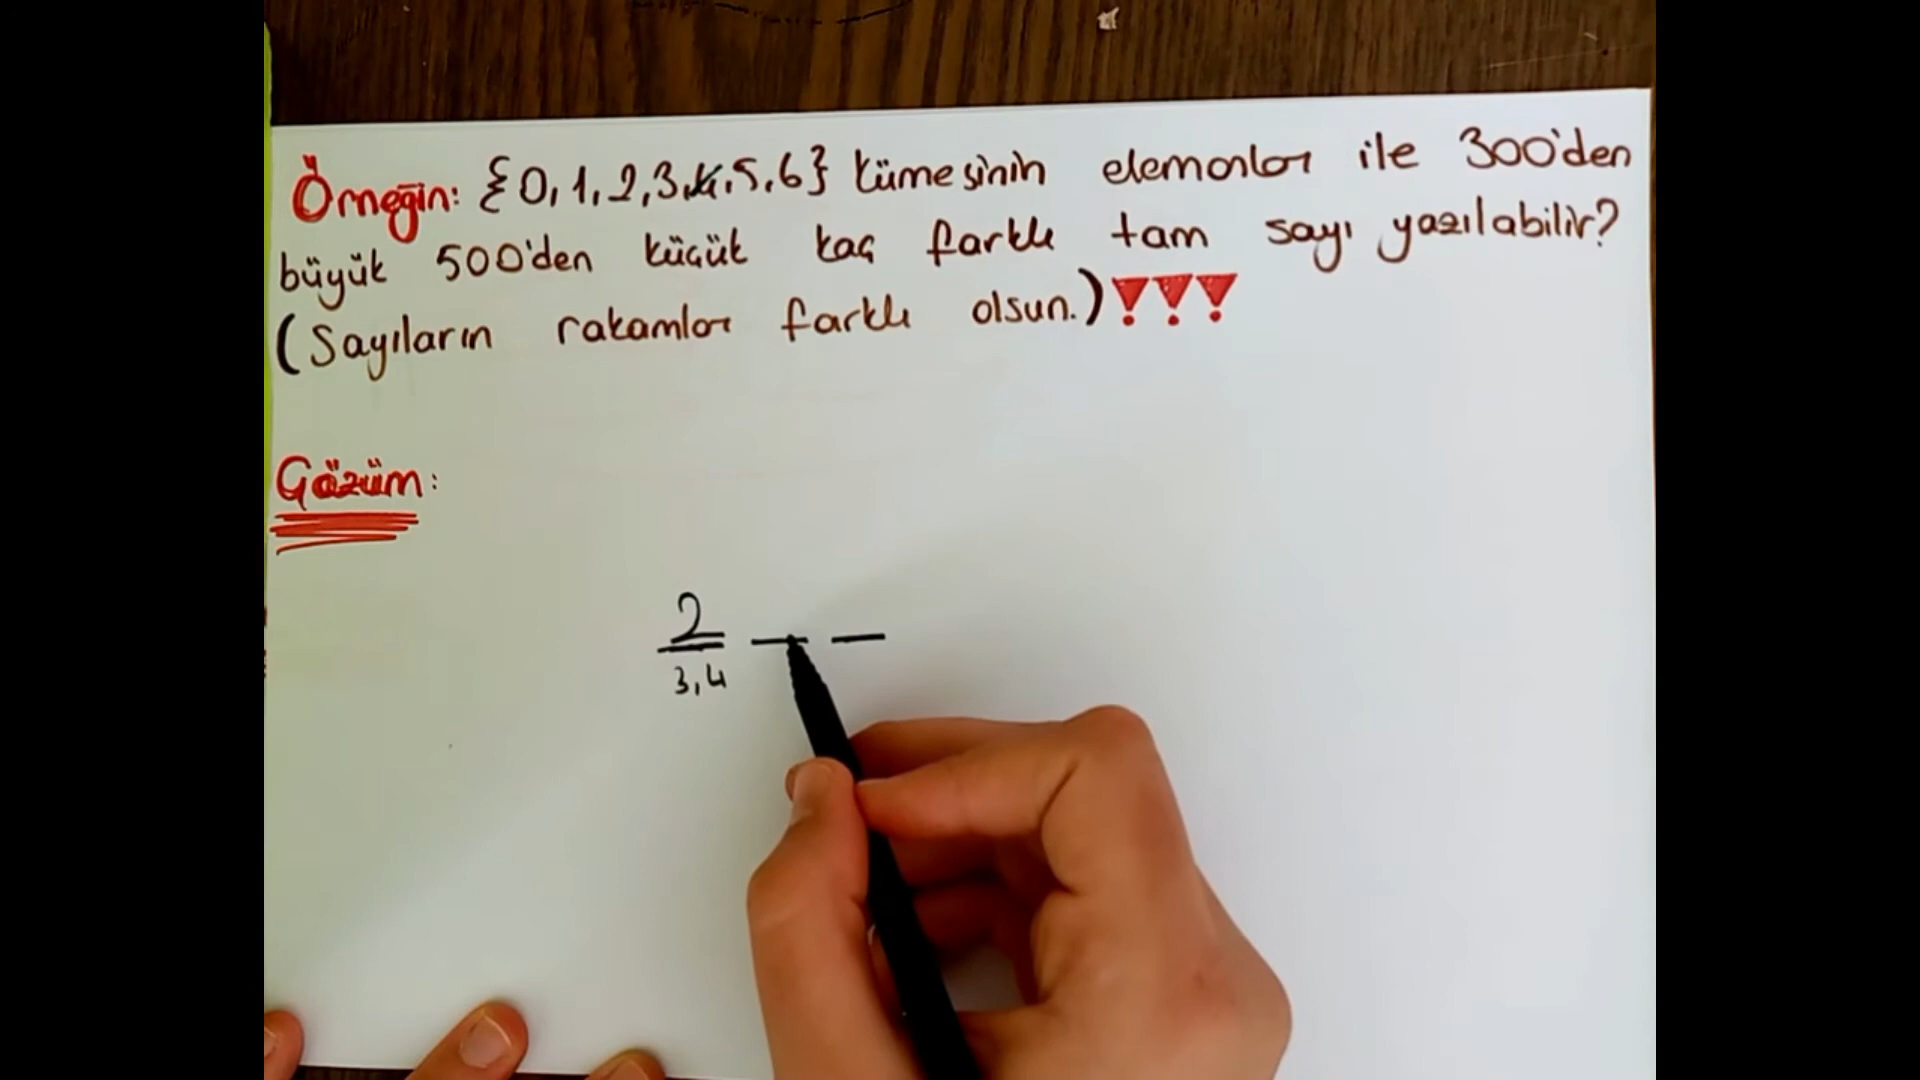 Örneğin: {0,1,2,3,4,5,6} kümesinin elemanları ile 300'den
büyük 500'den küçük kaç farklı tam sayı yazılabilir?
(Sayıların rakamları farklı olsun.)!!!
Çözüm:
2 _ _
3,4